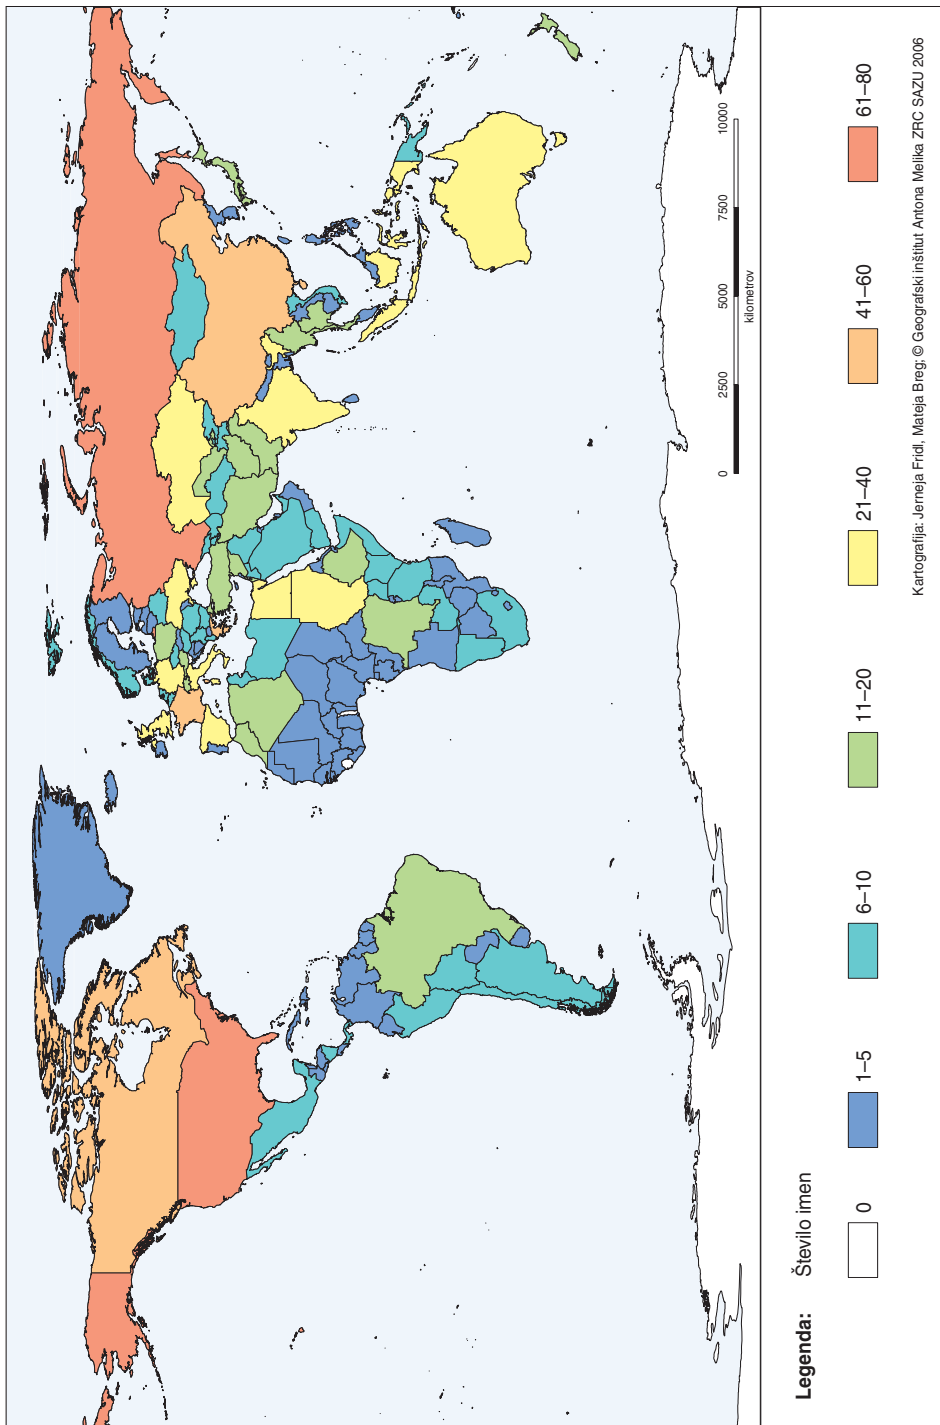 0 2500 5000 7500 10000
kilometrov
Legenda:
Število imen
0 1–5 6–10 11–20 21–40 41–60 61–80
Kartografija: Jerneja Fridl, Mateja Breg; © Geografski inštitut Antona Melika ZRC SAZU 2006